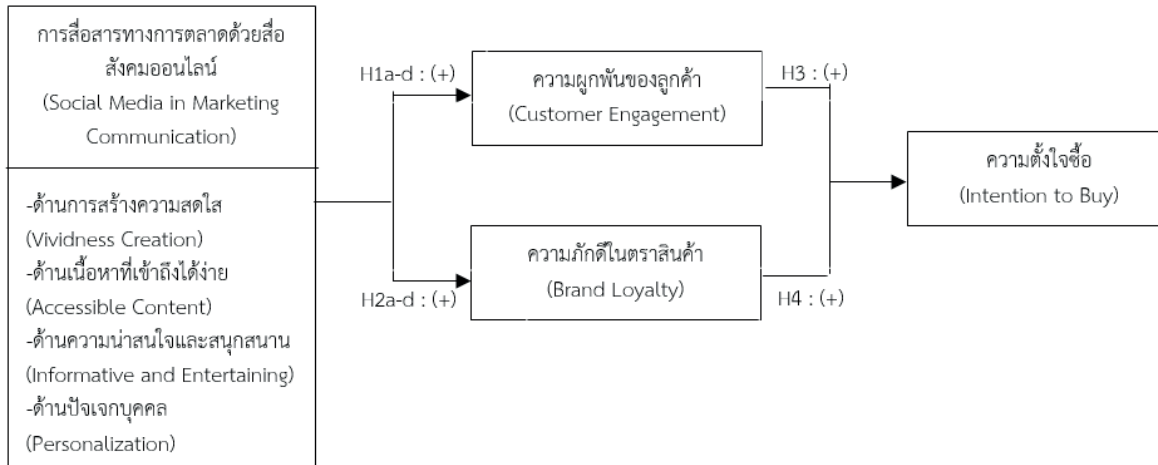 การสื่อสารทางการตลาดด้วยสื่อ
สังคมออนไลน์
(Social Media in Marketing
Communication)
-ด้านการสร้างความสดใส
(Vividness Creation)
-ด้านเนื้อหาที่เข้าถึงได้ง่าย
(Accessible Content)
-ด้านความน่าสนใจและสนุกสนาน
(Informative and Entertaining)
-ด้านปัจเจกบุคคล
(Personalization)
H1a-d : (+)
ความผูกพันของลูกค้า
(Customer Engagement)
H3 : (+)
H2a-d : (+)
ความภักดีในตราสินค้า
(Brand Loyalty)
H4 : (+)
ความตั้งใจซื้อ
(Intention to Buy)